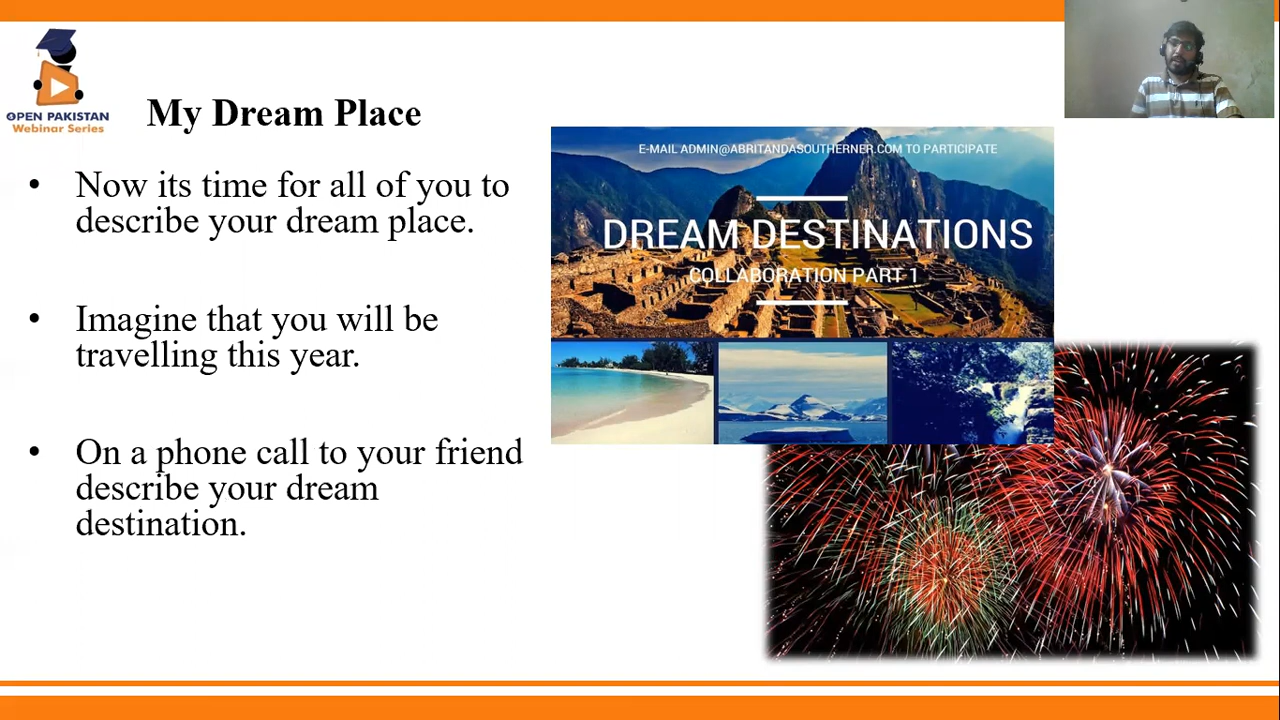 OPEN PAKISTAN
Webinar Series
My Dream Place
• Now its time for all of you to
describe your dream place.
• Imagine that you will be
travelling this year.
• On a phone call to your friend
describe your dream
destination.
E-MAIL ADMIN@ABRITANDASOUTHERNER.COM TO PARTICIPATE
DREAM DESTINATIONS
COLLABORATION PART 1